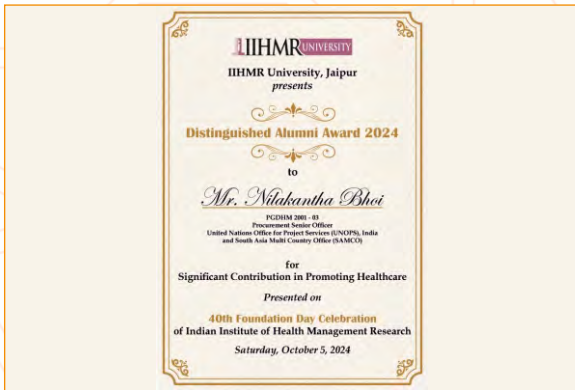 IIHMR UNIVERSITY
IIHMR University, Jaipur
presents
Distinguished Alumni Award 2024
to
Mr. Nilakantha Bhoi
PGDHM 2001 - 03
Procurement Senior Officer
United Nations Office for Project Services (UNOPS), India
and South Asia Multi Country Office (SAMCO)
for
Significant Contribution in Promoting Healthcare
Presented on
40th Foundation Day Celebration
of Indian Institute of Health Management Research
Saturday, October 5, 2024